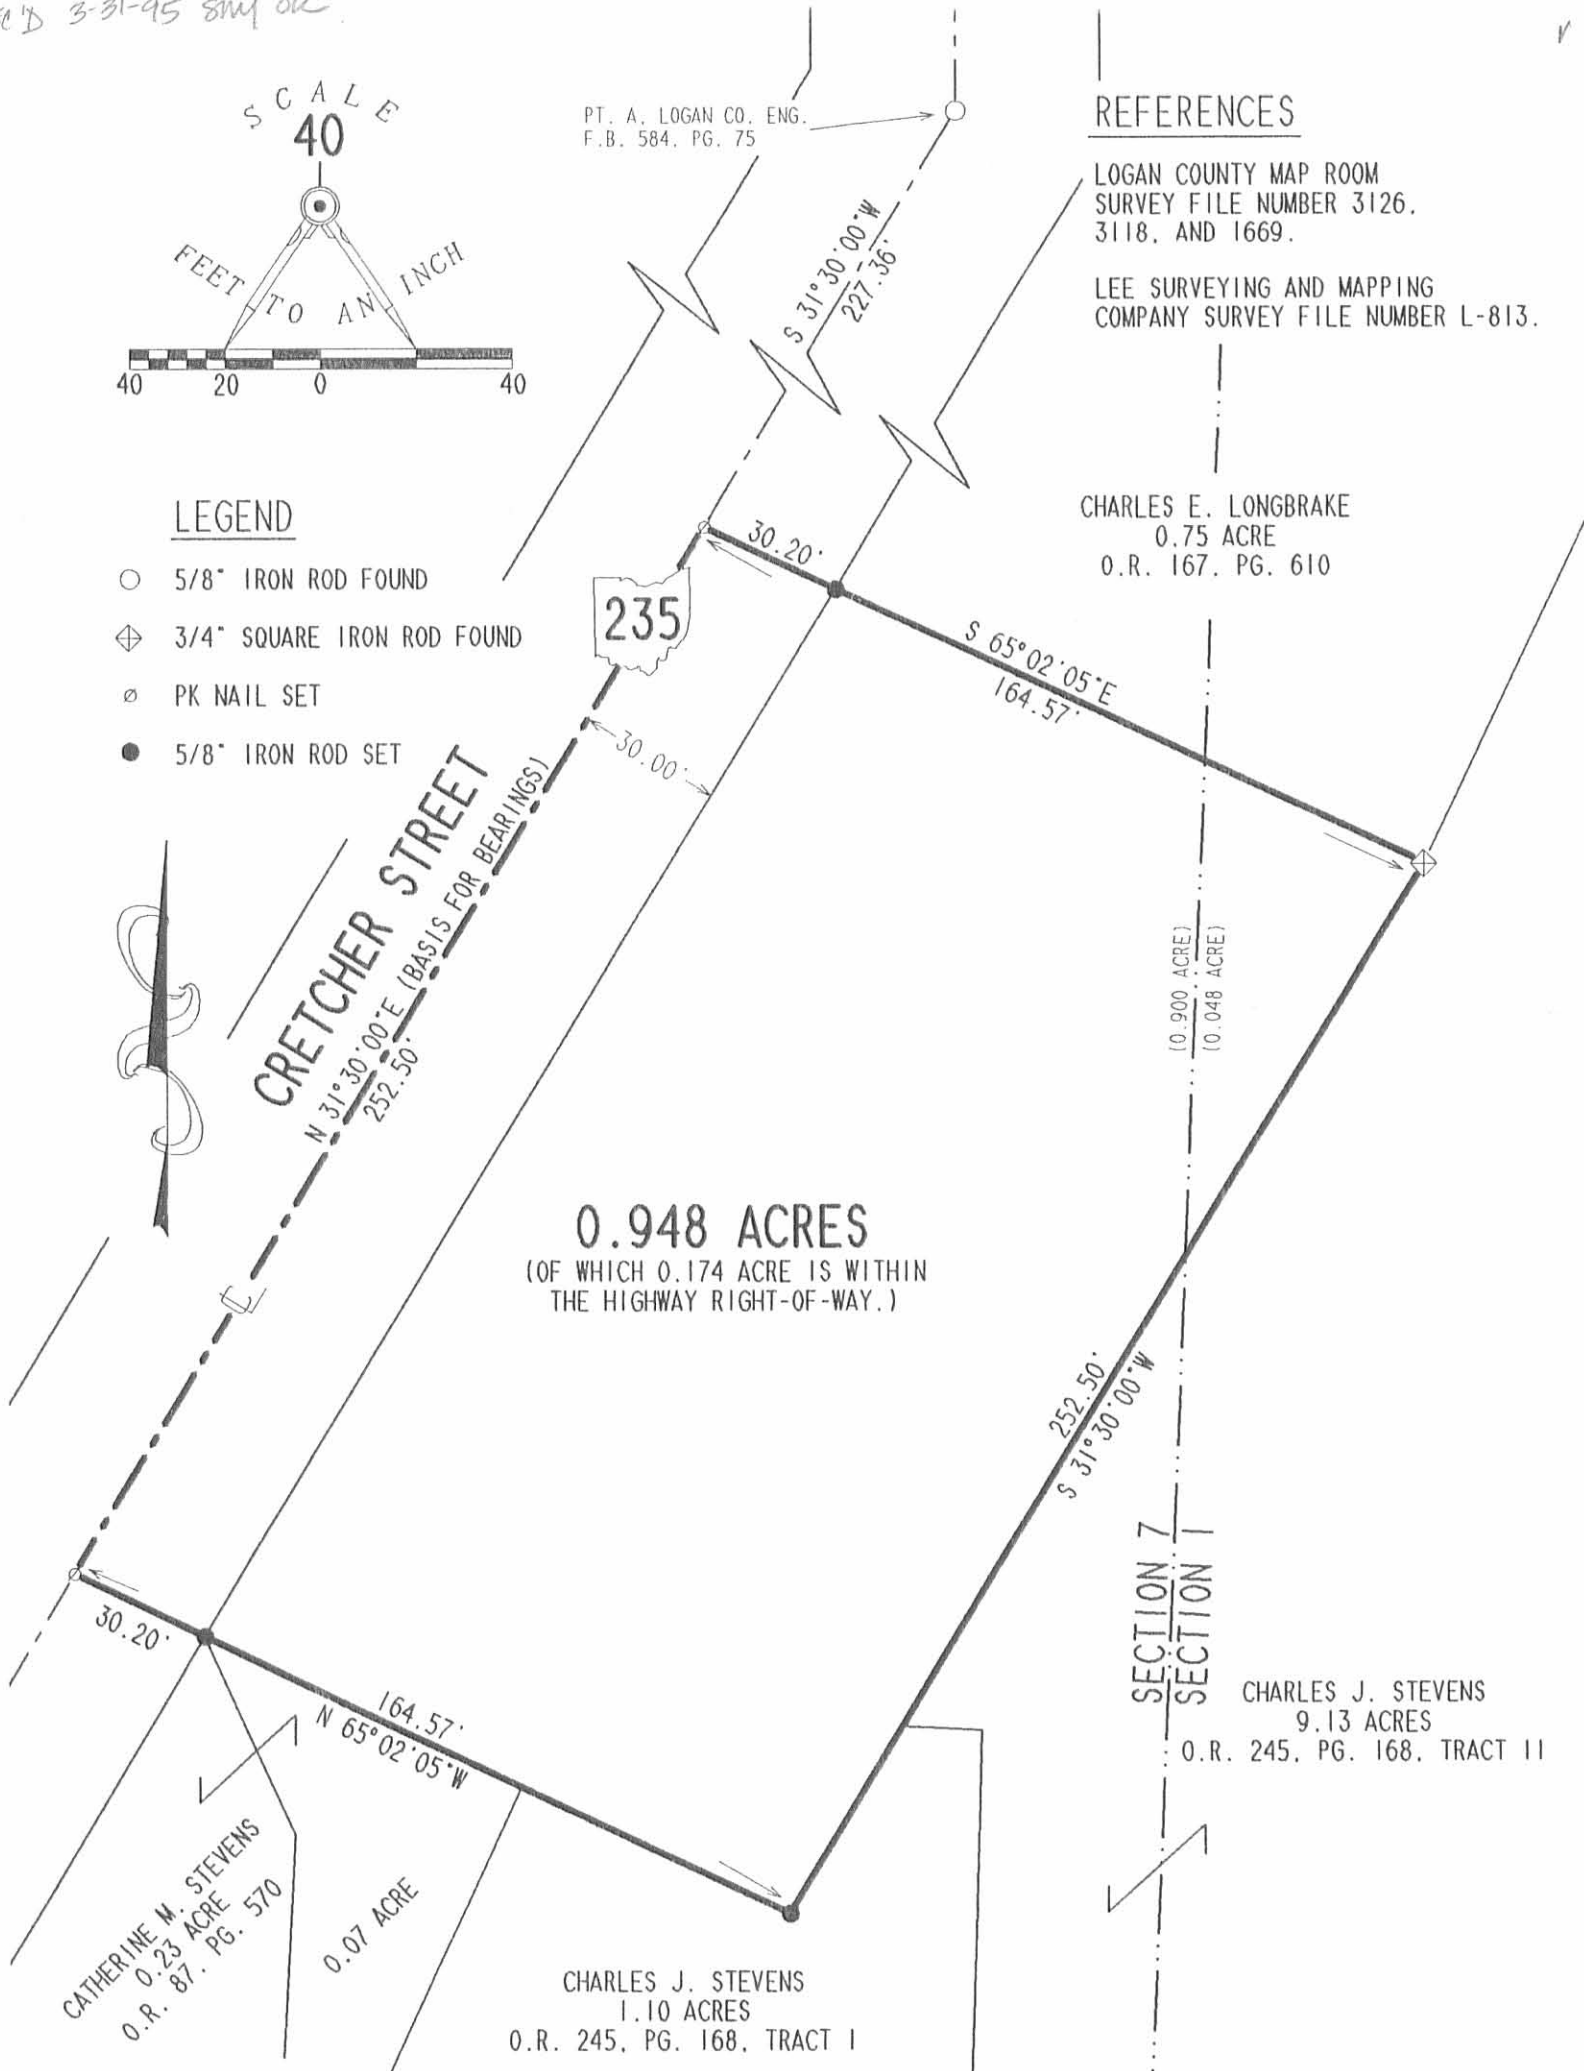 3-31-95
SCALE
40
FEET TO AN INCH
40 20 0 40
PT. A. LOGAN CO. ENG.
F.B. 584. PG. 75
REFERENCES
LOGAN COUNTY MAP ROOM
SURVEY FILE NUMBER 3126.
3118. AND 1669.
LEE SURVEYING AND MAPPING
COMPANY SURVEY FILE NUMBER L-813.
S 31°30'00"W
227.36'
LEGEND
5/8" IRON ROD FOUND
3/4" SQUARE IRON ROD FOUND
PK NAIL SET
5/8" IRON ROD SET
CHARLES E. LONGBRAKE
0.75 ACRE
O.R. 167. PG. 610
30.20'
235
S 65°02'05"E
164.57'
30.00'
CRETCHER STREET
N 31°30'00"E (BASIS FOR BEARINGS)
252.50'
(0.900 ACRE)
(0.048 ACRE)
0.948 ACRES
(OF WHICH 0.174 ACRE IS WITHIN
THE HIGHWAY RIGHT-OF-WAY.)
252.50'
S 31°30'00"W
SECTION 7
SECTION 1
30.20'
164.57'
N 65°02'05"W
CHARLES J. STEVENS
9.13 ACRES
O.R. 245. PG. 168. TRACT II
CATHERINE M. STEVENS
0.23 ACRE
O.R. 87. PG. 570
0.07 ACRE
CHARLES J. STEVENS
1.10 ACRES
O.R. 245. PG. 168. TRACT I